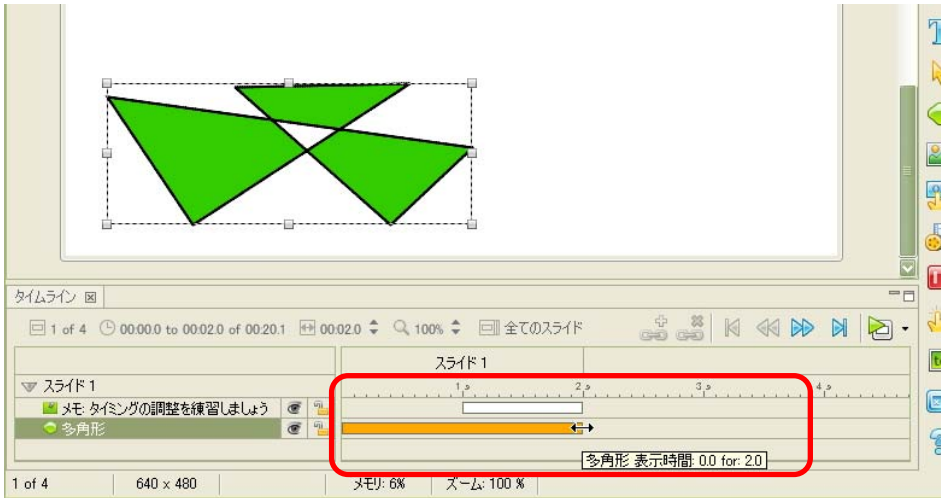 タイムライン
1 of 4 00:00.0 to 00:02.0 of 00:20.1 00:02.0 100% 全てのスライド
スライド 1
スライド 1
1 s 2 s 3 s 4 s
メモ: タイミングの調整を練習しましょう
多角形
多角形 表示時間: 0.0 for: 2.0
1 of 4 640 x 480 メモリ: 6% ズーム: 100 %